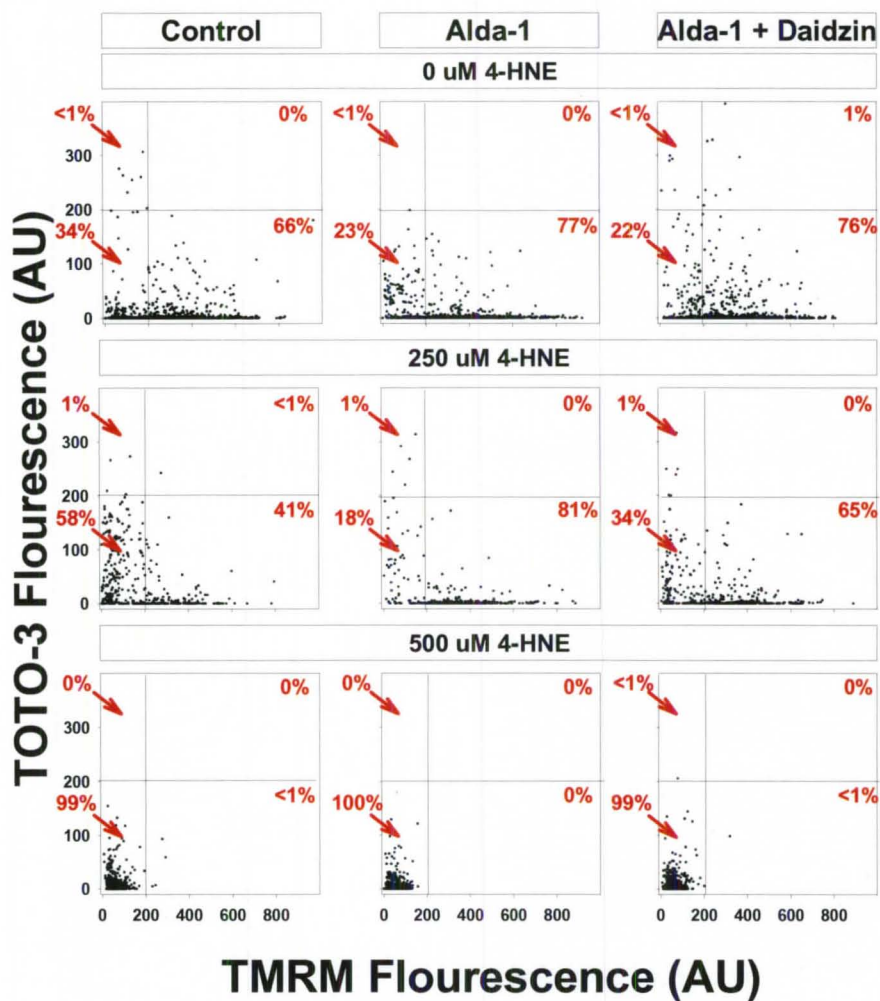 Control Alda-1 Alda-1 + Daidzin
0 uM 4-HNE
<1% 0% <1% 0% <1% 1%
300
200
34% 66% 23% 77% 22% 76%
100
0
250 uM 4-HNE
1% <1% 1% 0% 1% 0%
300
200
58% 41% 18% 81% 34% 65%
100
0
500 uM 4-HNE
0% 0% 0% 0% <1% 0%
300
200
99% <1% 100% 0% 99% <1%
100
0
0 200 400 600 800 0 200 400 600 800 0 200 400 600 800
TOTO-3 Flourescence (AU)
TMRM Flourescence (AU)